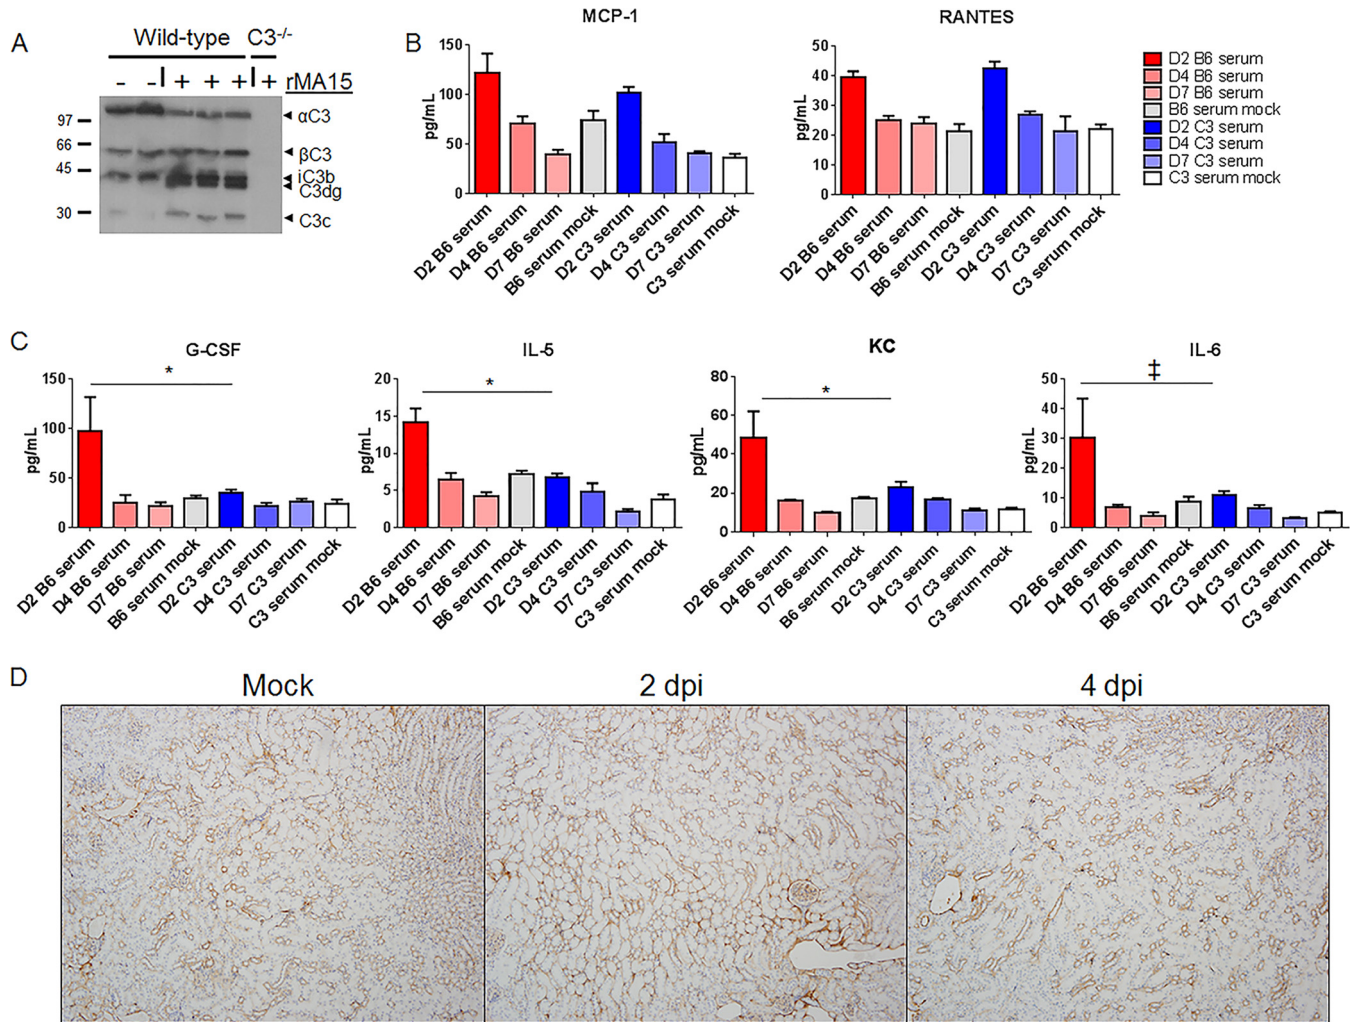 A
Wild-type C3-/-
- - + + + + rMA15
97
66
45
30
αC3
βC3
iC3b
C3dg
C3c
B
MCP-1
pg/mL
150
100
50
0
D2 B6 serum
D4 B6 serum
D7 B6 serum
B6 serum mock
D2 C3 serum
D4 C3 serum
D7 C3 serum
C3 serum mock
RANTES
pg/mL
50
40
30
20
10
0
D2 B6 serum
D4 B6 serum
D7 B6 serum
B6 serum mock
D2 C3 serum
D4 C3 serum
D7 C3 serum
C3 serum mock
D2 B6 serum
D4 B6 serum
D7 B6 serum
B6 serum mock
D2 C3 serum
D4 C3 serum
D7 C3 serum
C3 serum mock
C
G-CSF
*
pg/mL
150
100
50
0
D2 B6 serum
D4 B6 serum
D7 B6 serum
B6 serum mock
D2 C3 serum
D4 C3 serum
D7 C3 serum
C3 serum mock
IL-5
*
pg/mL
20
15
10
5
0
D2 B6 serum
D4 B6 serum
D7 B6 serum
B6 serum mock
D2 C3 serum
D4 C3 serum
D7 C3 serum
C3 serum mock
KC
*
pg/mL
80
60
40
20
0
D2 B6 serum
D4 B6 serum
D7 B6 serum
B6 serum mock
D2 C3 serum
D4 C3 serum
D7 C3 serum
C3 serum mock
IL-6
‡
pg/mL
50
40
30
20
10
0
D2 B6 serum
D4 B6 serum
D7 B6 serum
B6 serum mock
D2 C3 serum
D4 C3 serum
D7 C3 serum
C3 serum mock
D
Mock
2 dpi
4 dpi